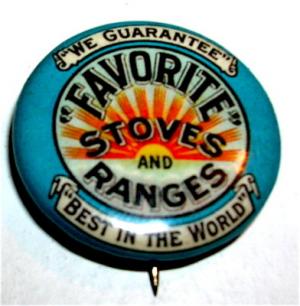 "WE GUARANTEE"
"FAVORITE"
STOVES
AND
RANGES
"BEST IN THE WORLD"